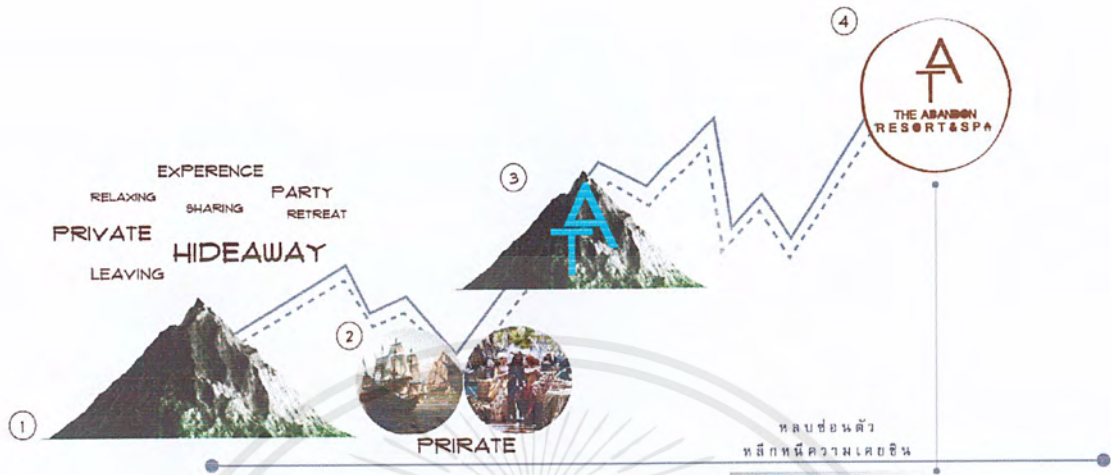 4
A
T
THE ABANDON
RESORT&SPA
EXPERENCE
RELAXING
PARTY
SHARING
RETREAT
PRIVATE
HIDEAWAY
LEAVING
3
A
T
2
1
PRIRATE
หลบซ่อนตัว
หลีกหนีความเคยชิน